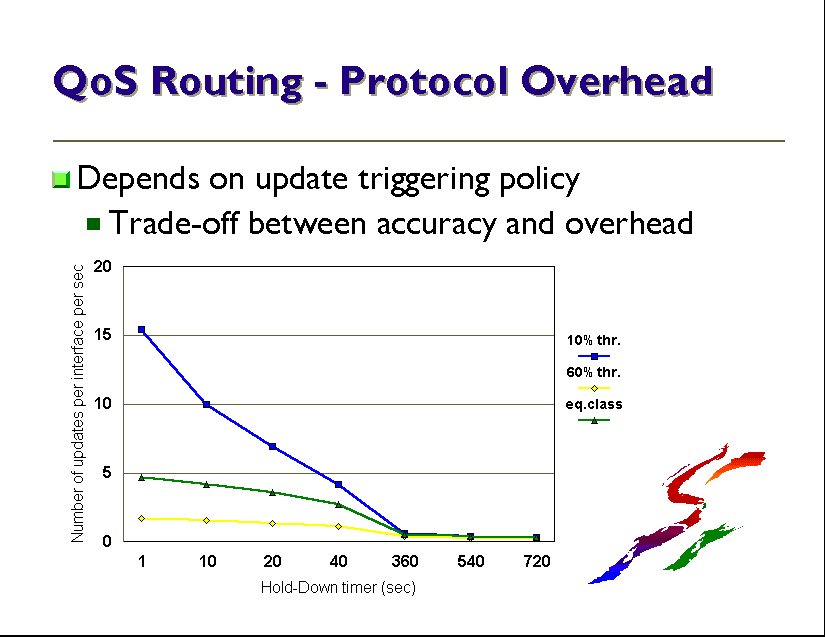 QoS Routing - Protocol Overhead
Depends on update triggering policy
Trade-off between accuracy and overhead
Number of updates per interface per sec
20
15
10
5
0
1 10 20 40 360 540 720
Hold-Down timer (sec)
10% thr.
60% thr.
eq.class